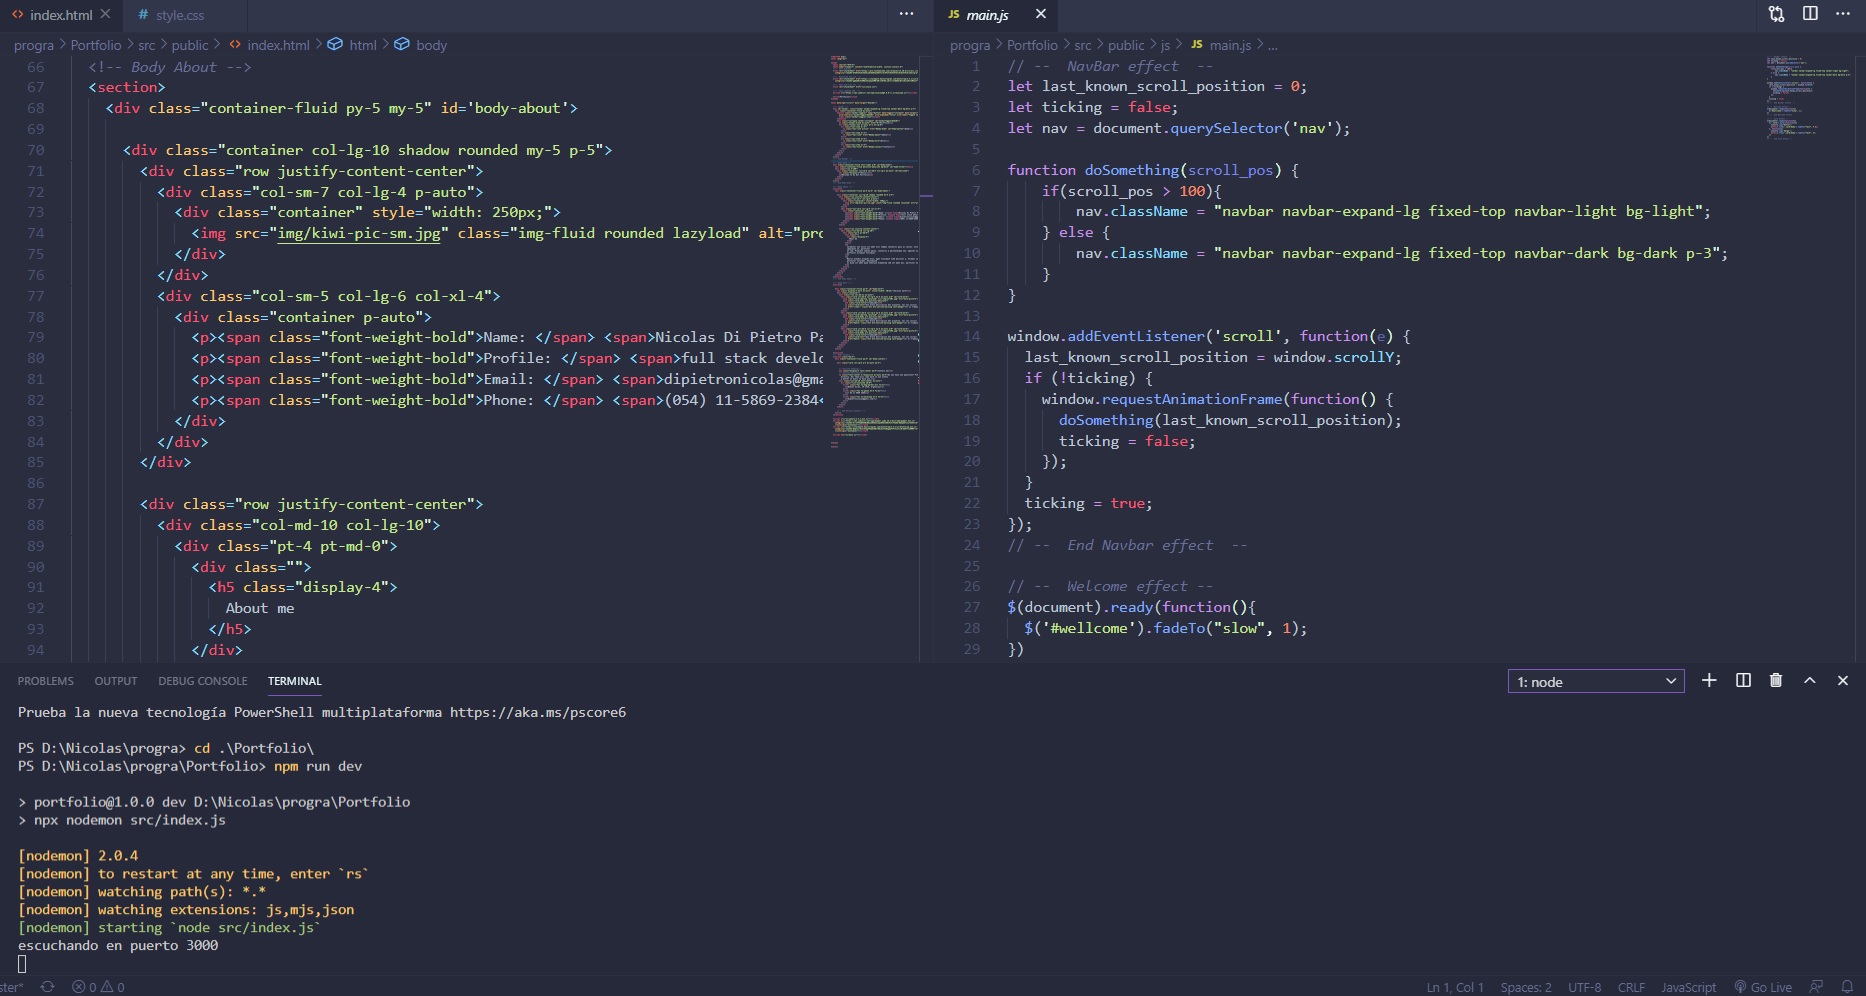 index.html
style.css
progra > Portfolio > src > public > index.html > html > body
66 <!-- Body About -->
67 <section>
68 <div class="container-fluid py-5 my-5" id='body-about'>
69
70 <div class="container col-lg-10 shadow rounded my-5 p-5">
71 <div class="row justify-content-center">
72 <div class="col-sm-7 col-lg-4 p-auto">
73 <div class="container" style="width: 250px;">
74 <img src="img/kiwi-pic-sm.jpg" class="img-fluid rounded lazyload" alt="pro
75 </div>
76 </div>
77 <div class="col-sm-5 col-lg-6 col-xl-4">
78 <div class="container p-auto">
79 <p><span class="font-weight-bold">Name: </span> <span>Nicolas Di Pietro Pa
80 <p><span class="font-weight-bold">Profile: </span> <span>full stack develo
81 <p><span class="font-weight-bold">Email: </span> <span>dipietronicolas@gma
82 <p><span class="font-weight-bold">Phone: </span> <span>(054) 11-5869-2384<
83 </div>
84 </div>
85 </div>
86
87 <div class="row justify-content-center">
88 <div class="col-md-10 col-lg-10">
89 <div class="pt-4 pt-md-0">
90 <div class="">
91 <h5 class="display-4">
92 About me
93 </h5>
94 </div>
JS main.js
progra > Portfolio > src > public > js > JS main.js > ...
1 // -- NavBar effect --
2 let last_known_scroll_position = 0;
3 let ticking = false;
4 let nav = document.querySelector('nav');
5
6 function doSomething(scroll_pos) {
7 if(scroll_pos > 100){
8 nav.className = "navbar navbar-expand-lg fixed-top navbar-light bg-light";
9 } else {
10 nav.className = "navbar navbar-expand-lg fixed-top navbar-dark bg-dark p-3";
11 }
12 }
13
14 window.addEventListener('scroll', function(e) {
15 last_known_scroll_position = window.scrollY;
16 if (!ticking) {
17 window.requestAnimationFrame(function() {
18 doSomething(last_known_scroll_position);
19 ticking = false;
20 });
21 }
22 ticking = true;
23 });
24 // -- End Navbar effect --
25
26 // -- Welcome effect --
27 $(document).ready(function(){
28 $('#wellcome').fadeTo("slow", 1);
29 })
PROBLEMS OUTPUT DEBUG CONSOLE TERMINAL
1: node
Prueba la nueva tecnología PowerShell multiplataforma https://aka.ms/pscore6
PS D:\Nicolas\progra> cd .\Portfolio\
PS D:\Nicolas\progra\Portfolio> npm run dev
> portfolio@1.0.0 dev D:\Nicolas\progra\Portfolio
> npx nodemon src/index.js
[nodemon] 2.0.4
[nodemon] to restart at any time, enter `rs`
[nodemon] watching path(s): *.*
[nodemon] watching extensions: js,mjs,json
[nodemon] starting `node src/index.js`
escuchando en puerto 3000
ster* 0 0 Ln 1, Col 1 Spaces: 2 UTF-8 CRLF JavaScript Go Live